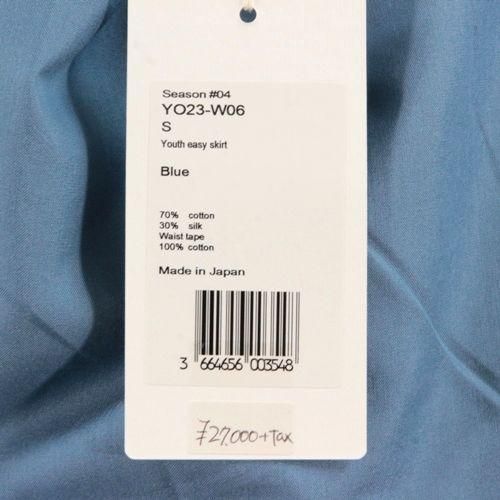 Season #04
YO23-W06
S
Youth easy skirt
Blue
70% cotton
30% silk
Waist tape
100% cotton
Made in Japan
3 664656 003548
¥27,000+Tax